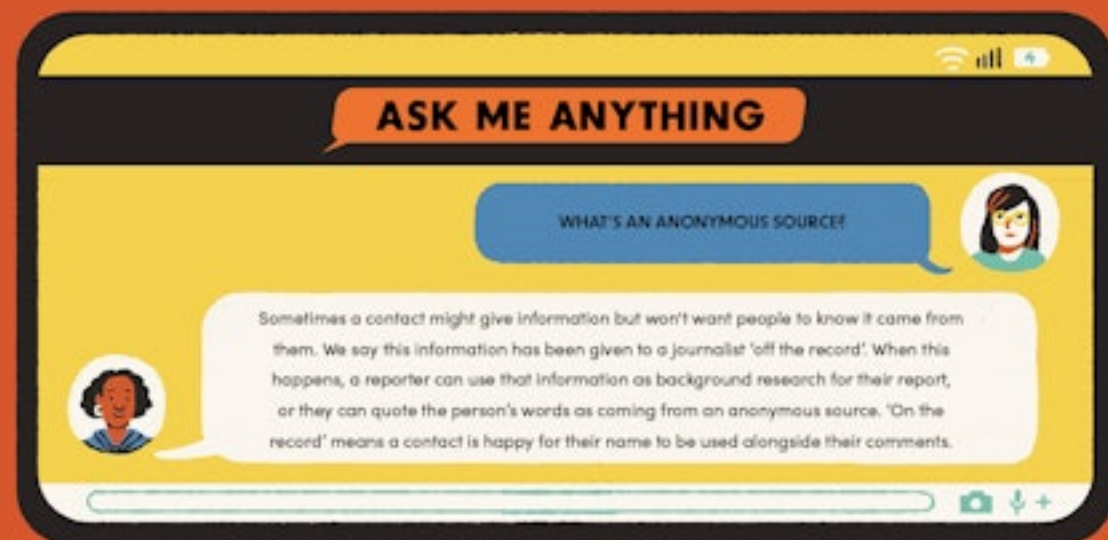 ASK ME ANYTHING
WHAT'S AN ANONYMOUS SOURCE?
Sometimes a contact might give information but won't want people to know it came from
them. We say this information has been given to a journalist 'off the record'. When this
happens, a reporter can use that information as background research for their report,
or they can quote the person's words as coming from an anonymous source. 'On the
record' means a contact is happy for their name to be used alongside their comments.